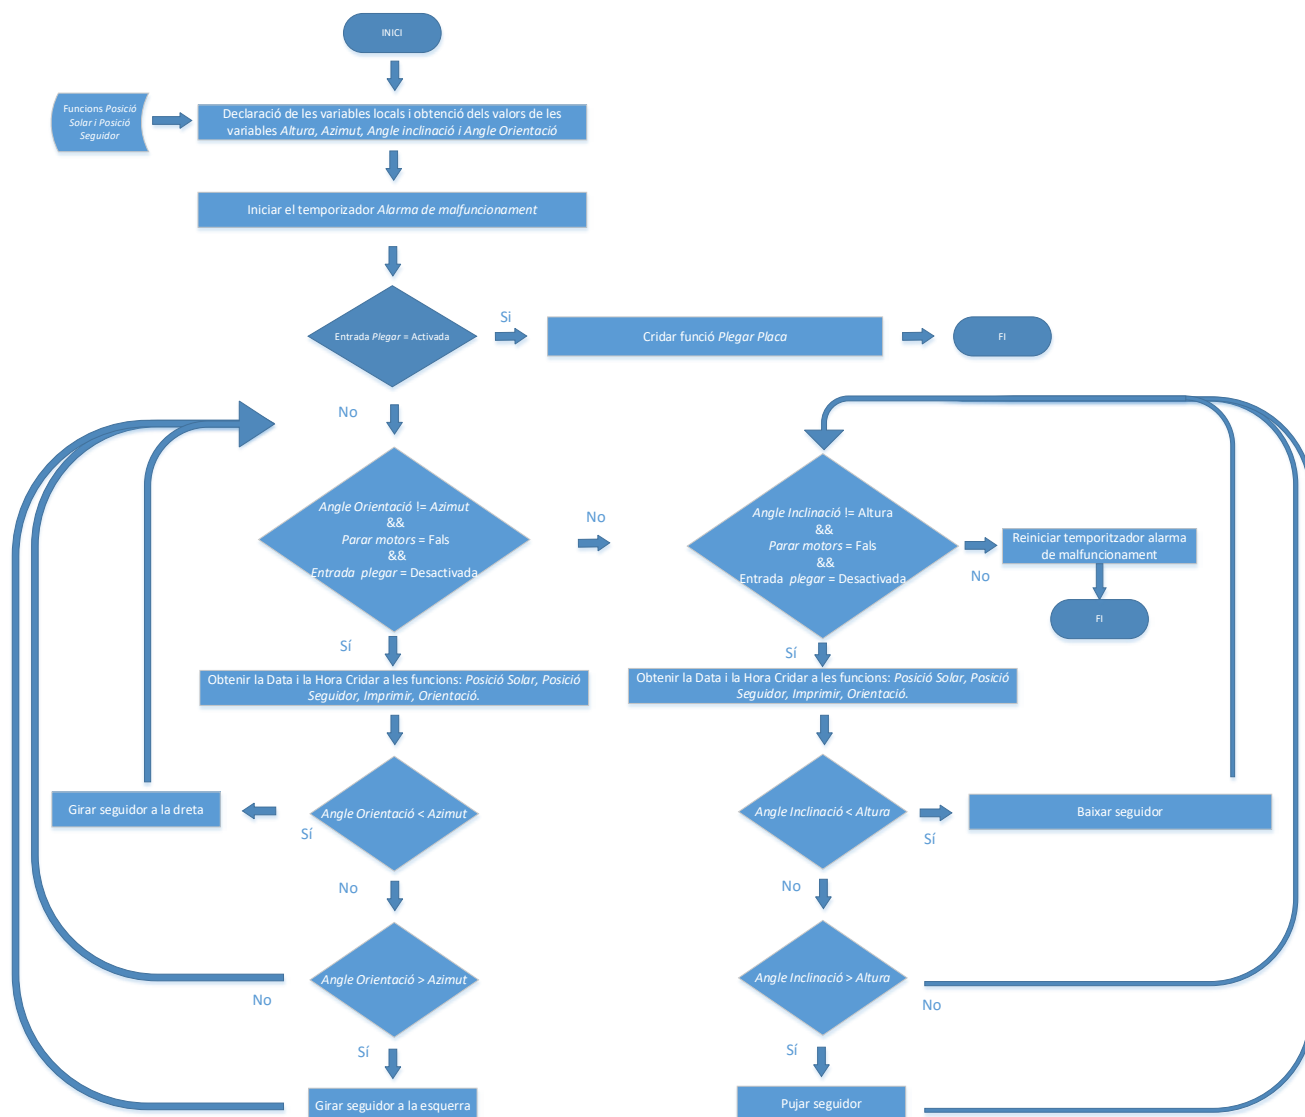 INICI
Funcions Posició
Solar i Posició
Seguidor
Declaració de les variables locals i obtenció dels valors de les
variables Altura, Azimut, Angle inclinació i Angle Orientació
Iniciar el temporizador Alarma de malfuncionament
Entrada Plegar = Activada
Si
Cridar funció Plegar Placa
FI
No
Angle Orientació != Azimut
&&
Parar motors = Fals
&&
Entrada plegar = Desactivada
No
Angle Inclinació != Altura
&&
Parar motors = Fals
&&
Entrada plegar = Desactivada
No
Reiniciar temporitzador alarma
de malfuncionament
FI
Sí
Obtenir la Data i la Hora Cridar a les funcions: Posició Solar, Posició
Seguidor, Imprimir, Orientació.
Sí
Obtenir la Data i la Hora Cridar a les funcions: Posició Solar, Posició
Seguidor, Imprimir, Orientació.
Angle Orientació < Azimut
Sí
Girar seguidor a la dreta
No
Angle Inclinació < Altura
Sí
Baixar seguidor
No
Angle Orientació > Azimut
No
Sí
Girar seguidor a la esquerra
Angle Inclinació > Altura
No
Sí
Pujar seguidor